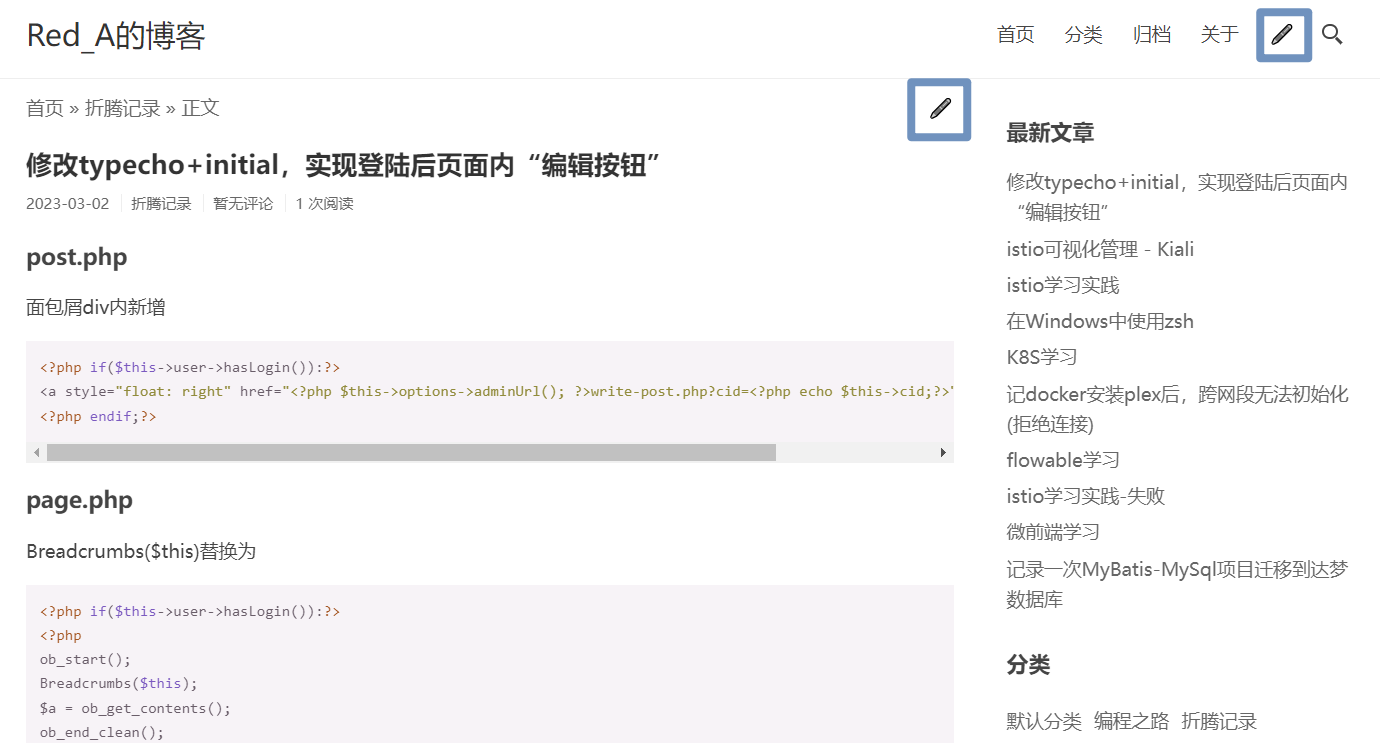 Red_A的博客
首页 分类 归档 关于
首页 » 折腾记录 » 正文
修改typecho+initial，实现登陆后页面内“编辑按钮”
2023-03-02 折腾记录 暂无评论 1 次阅读
post.php
面包屑div内新增
<?php if($this->user->hasLogin()):?>
<a style="float: right" href="<?php $this->options->adminUrl(); ?>write-post.php?cid=<?php echo $this->cid;?>"
<?php endif;?>
page.php
Breadcrumbs($this)替换为
<?php if($this->user->hasLogin()):?>
<?php
ob_start();
Breadcrumbs($this);
$a = ob_get_contents();
ob_end_clean();
最新文章
修改typecho+initial，实现登陆后页面内
“编辑按钮”
istio可视化管理 - Kiali
istio学习实践
在Windows中使用zsh
K8S学习
记docker安装plex后，跨网段无法初始化
(拒绝连接)
flowable学习
istio学习实践-失败
微前端学习
记录一次MyBatis-MySql项目迁移到达梦
数据库
分类
默认分类 编程之路 折腾记录